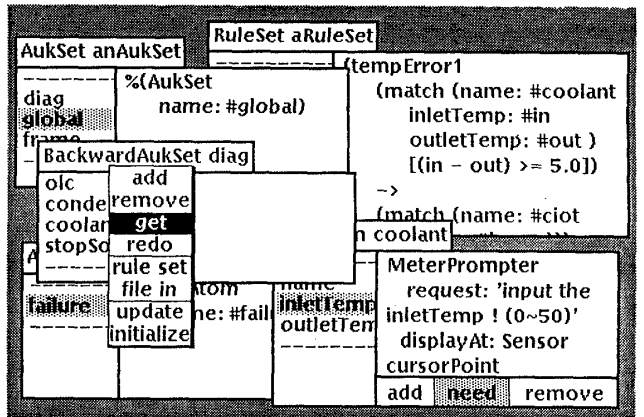 RuleSet aRuleSet
AukSet anAukSet
diag
global
frame
%(AukSet
name: #global)
(tempError1
(match (name: #coolant
inletTemp: #in
outletTemp: #out )
[(in – out) >= 5.0])
–>
(match (name: #ciot
BackwardAukSet diag
olc
conde
coolan
stopSo
add
remove
get
redo
rule set
file in
update
initialize
n coolant
A
failure
tom
ne: #fail
name
inletTemp
outletTem
MeterPrompter
request: 'input the
inletTemp ! (0~50)'
displayAt: Sensor
cursorPoint
add need remove